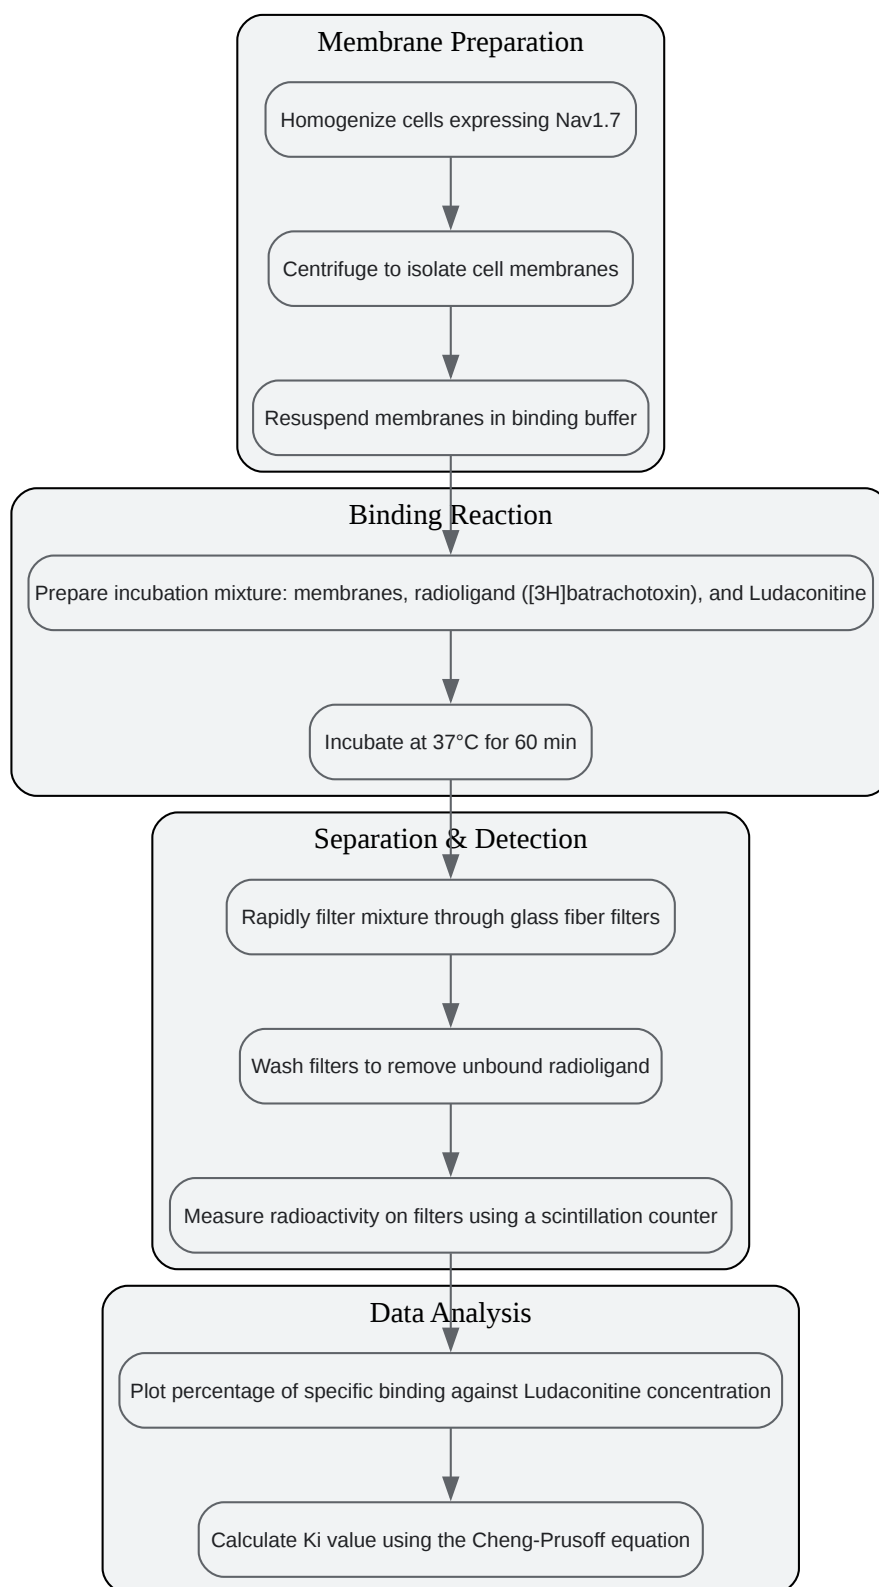 Membrane Preparation
Homogenize cells expressing Nav1.7
Centrifuge to isolate cell membranes
Resuspend membranes in binding buffer
Binding Reaction
Prepare incubation mixture: membranes, radioligand ([3H]batrachotoxin), and Ludaconitine
Incubate at 37°C for 60 min
Separation & Detection
Rapidly filter mixture through glass fiber filters
Wash filters to remove unbound radioligand
Measure radioactivity on filters using a scintillation counter
Data Analysis
Plot percentage of specific binding against Ludaconitine concentration
Calculate Ki value using the Cheng-Prusoff equation